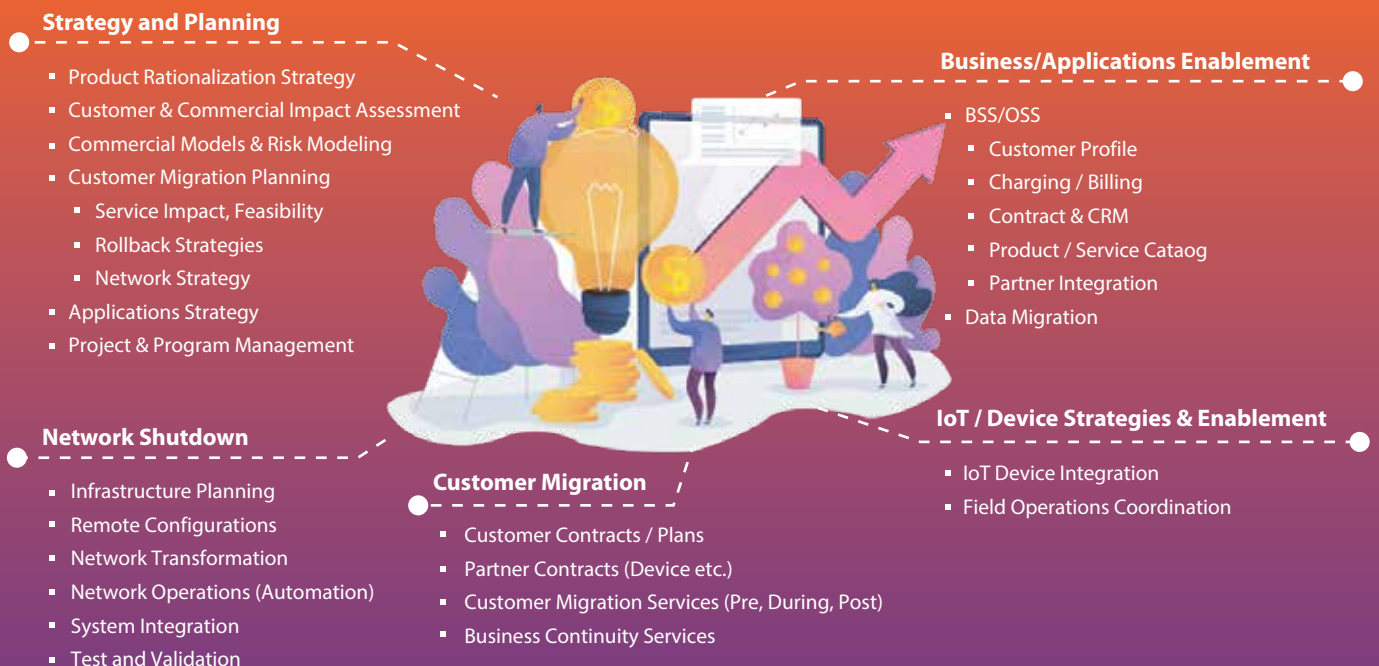 Strategy and Planning
Product Rationalization Strategy
Customer & Commercial Impact Assessment
Commercial Models & Risk Modeling
Customer Migration Planning
Service Impact, Feasibility
Rollback Strategies
Network Strategy
Applications Strategy
Project & Program Management
Business/Applications Enablement
BSS/OSS
Customer Profile
Charging / Billing
Contract & CRM
Product / Service Cataog
Partner Integration
Data Migration
Network Shutdown
Infrastructure Planning
Remote Configurations
Network Transformation
Network Operations (Automation)
System Integration
Test and Validation
Customer Migration
Customer Contracts / Plans
Partner Contracts (Device etc.)
Customer Migration Services (Pre, During, Post)
Business Continuity Services
IoT / Device Strategies & Enablement
IoT Device Integration
Field Operations Coordination